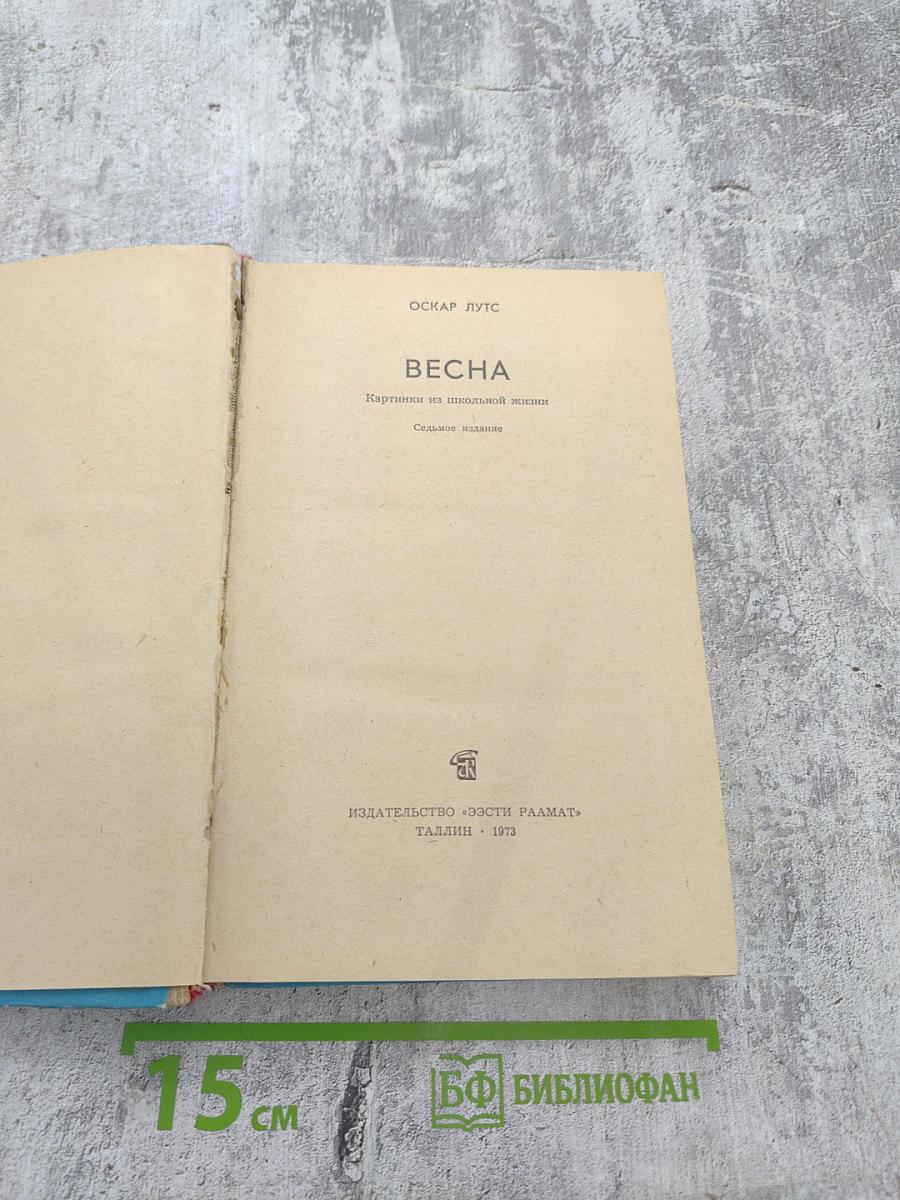 ОСКАР ЛУТС
ВЕСНА
Картинки из школьной жизни
Седьмое издание
ИЗДАТЕЛЬСТВО «ЭЭСТИ РААМАТ»
ТАЛЛИН · 1973
15 см
БФ БИБЛИОФАН